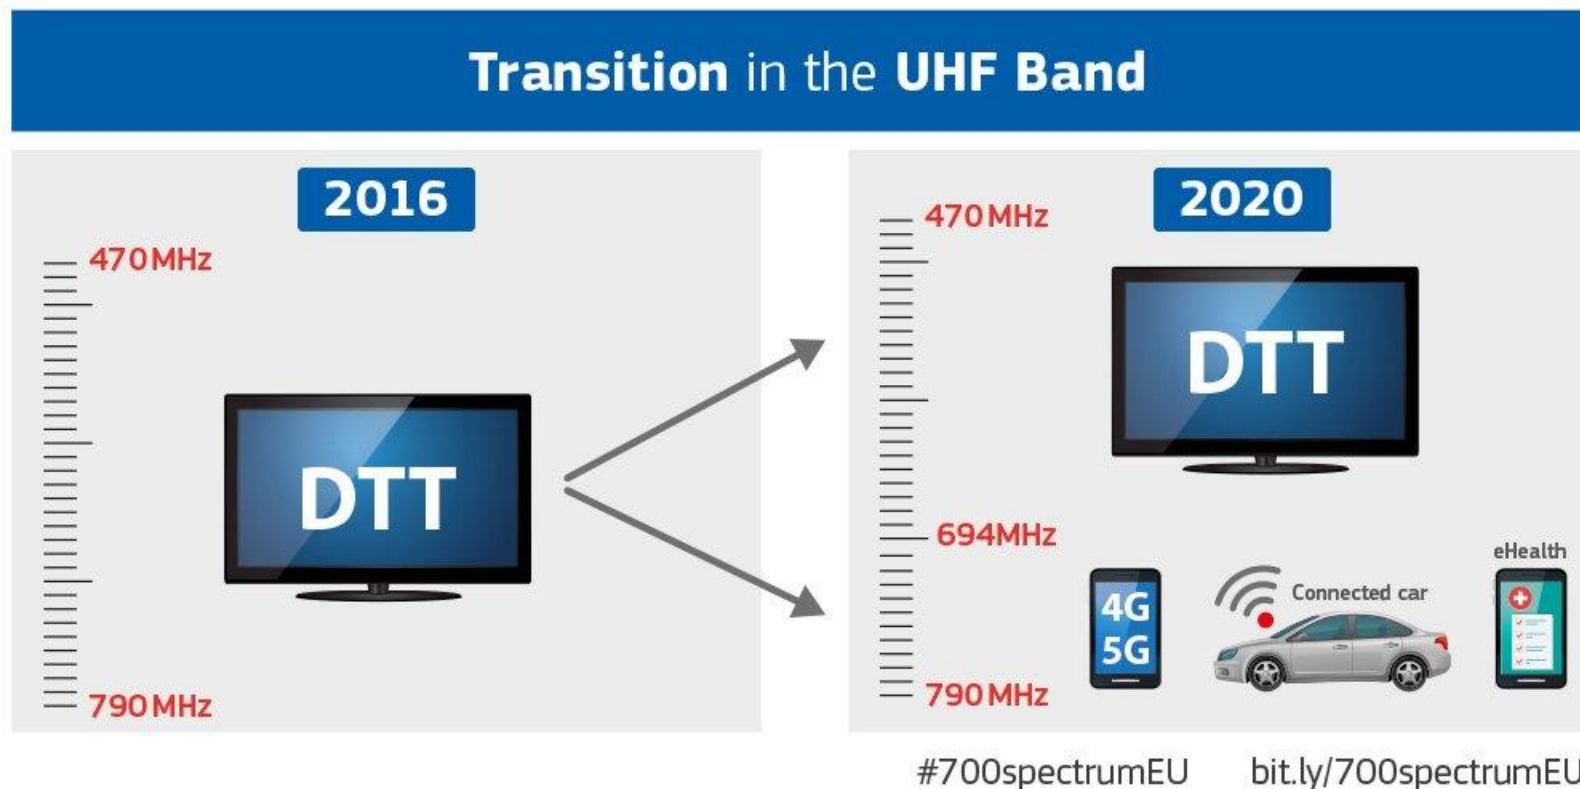 Transition in the UHF Band
2016
470MHz
DTT
790MHz
2020
470MHz
DTT
694MHz
4G
5G
Connected car
eHealth
790MHz
#700spectrumEU bit.ly/700spectrumEU